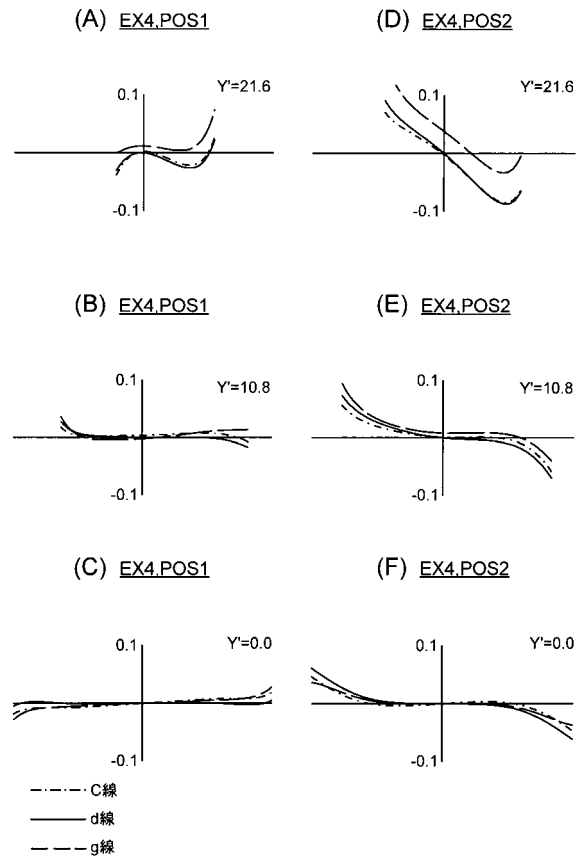 (A) EX4,POS1
Y'=21.6
0.1
-0.1
(D) EX4,POS2
Y'=21.6
0.1
-0.1
(B) EX4,POS1
Y'=10.8
0.1
-0.1
(E) EX4,POS2
Y'=10.8
0.1
-0.1
(C) EX4,POS1
Y'=0.0
0.1
-0.1
(F) EX4,POS2
Y'=0.0
0.1
-0.1
C線
d線
g線